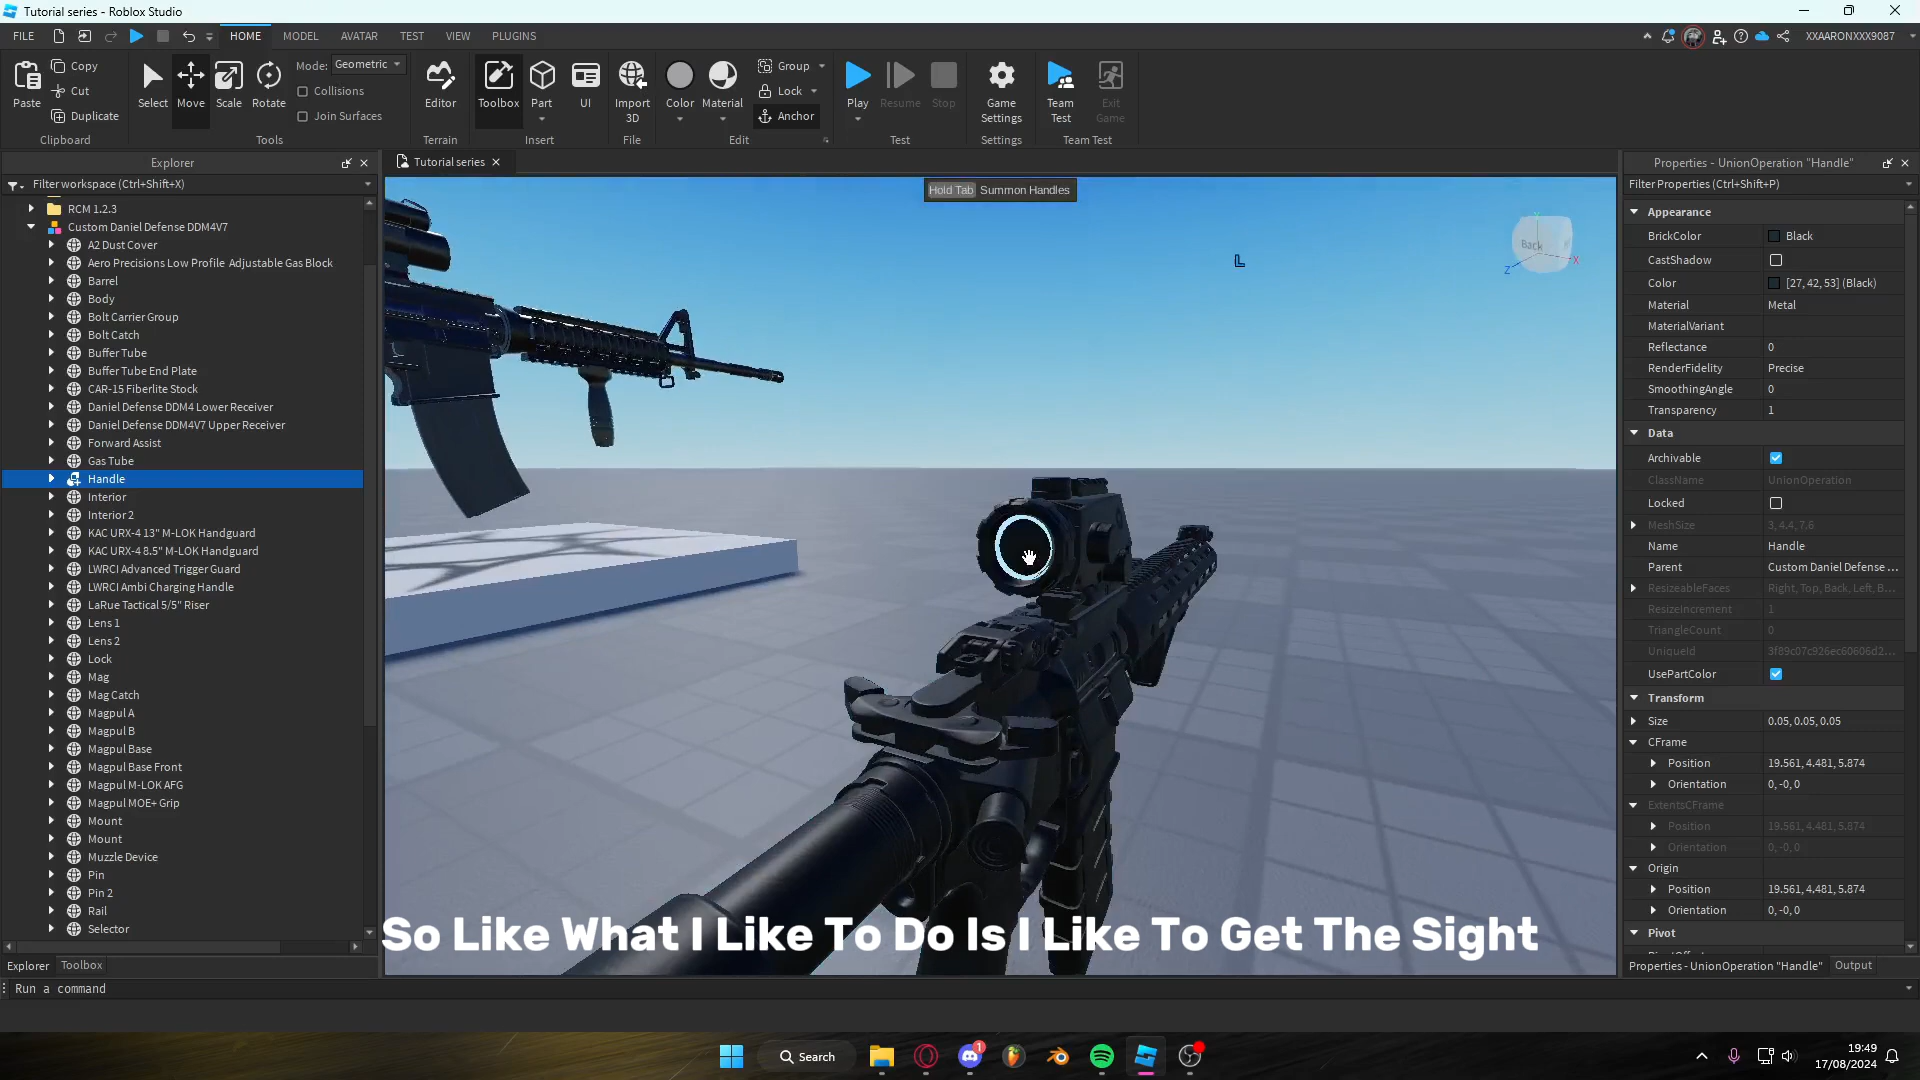 Tutorial series - Roblox Studio
FILE
HOME
MODEL
AVATAR
TEST
VIEW
PLUGINS
XXAARONXXX9087
Paste
Copy
Cut
Duplicate
Clipboard
Select
Move
Scale
Rotate
Mode: Geometric
Collisions
Join Surfaces
Tools
Editor
Terrain
Toolbox
Part
UI
Insert
Import
3D
File
Color
Material
Group
Lock
Anchor
Edit
Play
Resume
Stop
Test
Game
Settings
Settings
Team
Test
Exit
Game
Team Test
Explorer
Filter workspace (Ctrl+Shift+X)
RCM 1.2.3
Custom Daniel Defense DDM4V7
A2 Dust Cover
Aero Precisions Low Profile Adjustable Gas Block
Barrel
Body
Bolt Carrier Group
Bolt Catch
Buffer Tube
Buffer Tube End Plate
CAR-15 Fiberlite Stock
Daniel Defense DDM4 Lower Receiver
Daniel Defense DDM4V7 Upper Receiver
Forward Assist
Gas Tube
Handle
Interior
Interior 2
KAC URX-4 13" M-LOK Handguard
KAC URX-4 8.5" M-LOK Handguard
LWRCI Advanced Trigger Guard
LWRCI Ambi Charging Handle
LaRue Tactical 5/5" Riser
Lens 1
Lens 2
Lock
Mag
Mag Catch
Magpul A
Magpul B
Magpul Base
Magpul Base Front
Magpul M-LOK AFG
Magpul MOE+ Grip
Mount
Mount
Muzzle Device
Pin
Pin 2
Rail
Selector
Explorer
Toolbox
Tutorial series
Hold Tab Summon Handles
Back
Y
X
Z
So Like What I Like To Do Is I Like To Get The Sight
Properties - UnionOperation "Handle"
Filter Properties (Ctrl+Shift+P)
Appearance
BrickColor Black
CastShadow
Color [27, 42, 53] (Black)
Material Metal
MaterialVariant
Reflectance 0
RenderFidelity Precise
SmoothingAngle 0
Transparency 1
Data
Archivable
ClassName UnionOperation
Locked
MeshSize 3, 4.4, 7.6
Name Handle
Parent Custom Daniel Defense ...
ResizeableFaces Right, Top, Back, Left, B...
ResizeIncrement 1
TriangleCount 0
UniqueId 3f89c07c926ec60606d2...
UsePartColor
Transform
Size 0.05, 0.05, 0.05
CFrame
Position 19.561, 4.481, 5.874
Orientation 0, -0, 0
ExtentsCFrame
Position 19.561, 4.481, 5.874
Orientation 0, -0, 0
Origin
Position 19.561, 4.481, 5.874
Orientation 0, -0, 0
Pivot
Properties - UnionOperation "Handle"
Output
Run a command
Search
1
19:49
17/08/2024